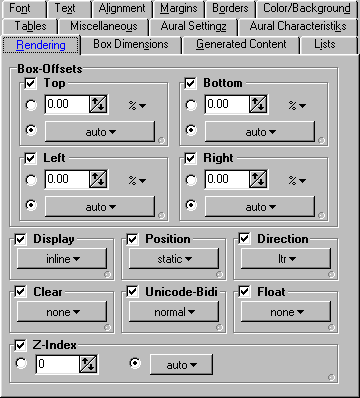 Font Text Alignment Margins Borders Color/Background
Tables Miscellaneous Aural Settingz Aural Characteristiks
Rendering Box Dimensions Generated Content Lists
Box-Offsets
Top Bottom
0.00 % 0.00 %
auto auto
Left Right
0.00 % 0.00 %
auto auto
Display Position Direction
inline static ltr
Clear Unicode-Bidi Float
none normal none
Z-Index
0 auto